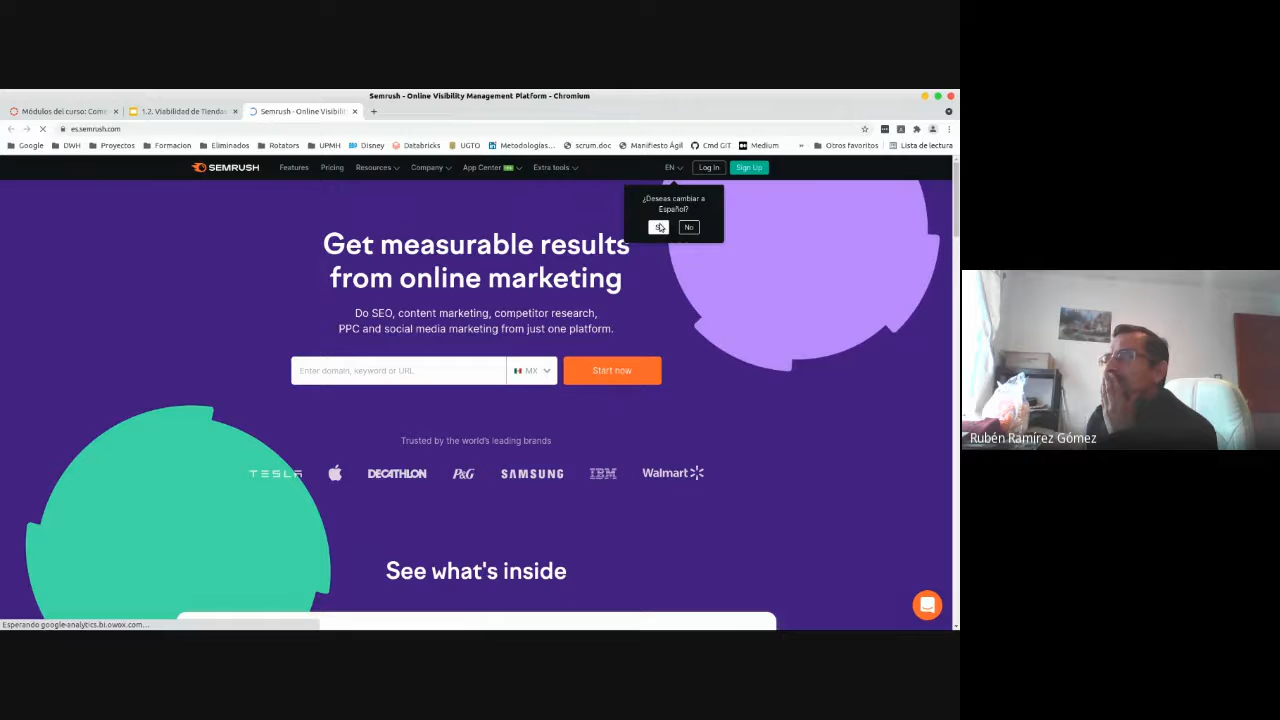 Semrush - Online Visibility Management Platform - Chromium
Módulos del curso: Come
1.2. Viabilidad de Tiendas
Semrush - Online Visibilit
es.semrush.com
Google
DWH
Proyectos
Formacion
Eliminados
Rotators
UPMH
Disney
Databricks
UGTO
Metodologías...
scrum.doc
Manifiesto Ágil
Cmd GIT
Medium
»
Otros favoritos
Lista de lectura
SEMRUSH
Features
Pricing
Resources
Company
App Center
Extra tools
EN
Log In
Sign Up
¿Deseas cambiar a
Español?
No
Get measurable results
from online marketing
Do SEO, content marketing, competitor research,
PPC and social media marketing from just one platform.
Enter domain, keyword or URL
MX
Start now
Trusted by the world's leading brands
TESLA
DECATHLON
P&G
SAMSUNG
IBM
Walmart
See what's inside
Esperando google-analytics.bi.owox.com...
Rubén Ramírez Gómez